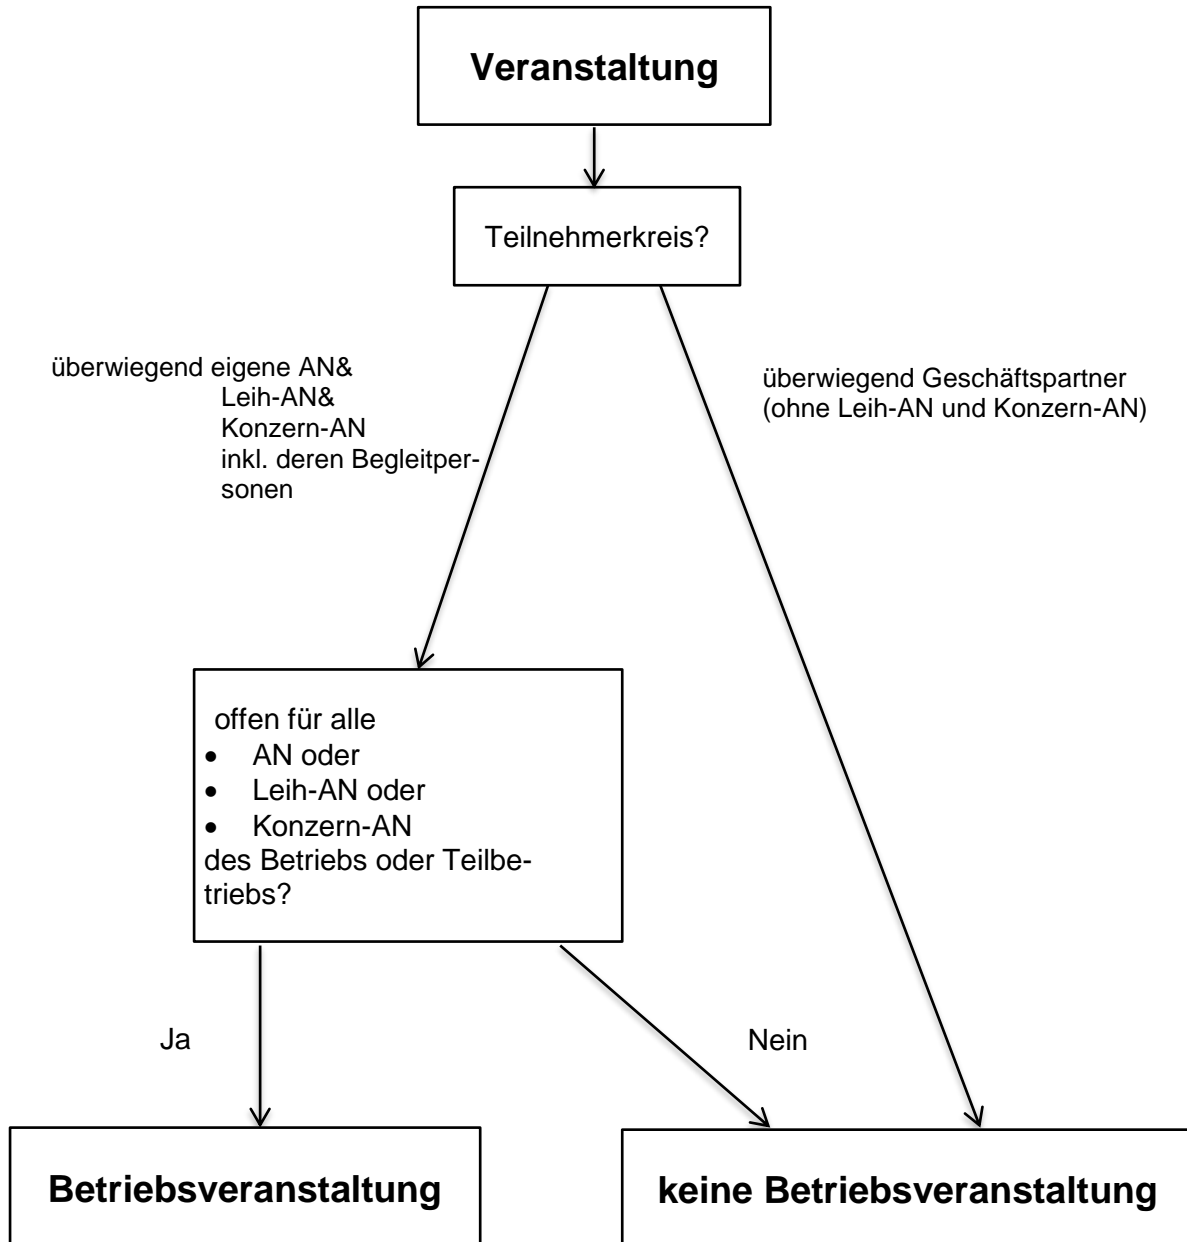 Veranstaltung
Teilnehmerkreis?
überwiegend eigene AN&
Leih-AN&
Konzern-AN
inkl. deren Begleitper-
sonen
überwiegend Geschäftspartner
(ohne Leih-AN und Konzern-AN)
offen für alle
• AN oder
• Leih-AN oder
• Konzern-AN
des Betriebs oder Teilbe-
triebs?
Ja
Nein
Betriebsveranstaltung
keine Betriebsveranstaltung